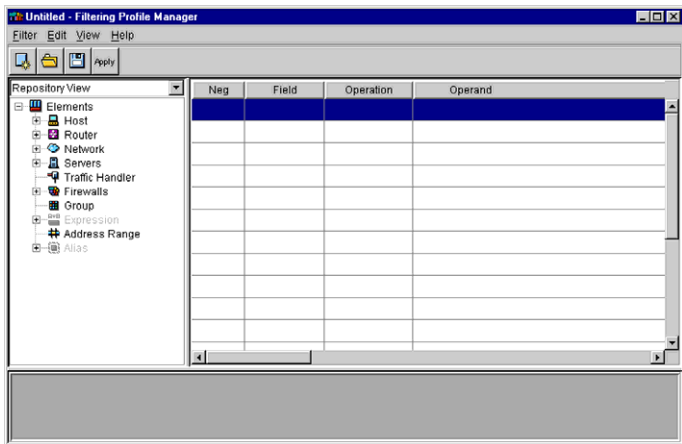 Untitled - Filtering Profile Manager
Filter Edit View Help
Apply
Repository View
Neg Field Operation Operand
Elements
Host
Router
Network
Servers
Traffic Handler
Firewalls
Group
Expression
Address Range
Alias